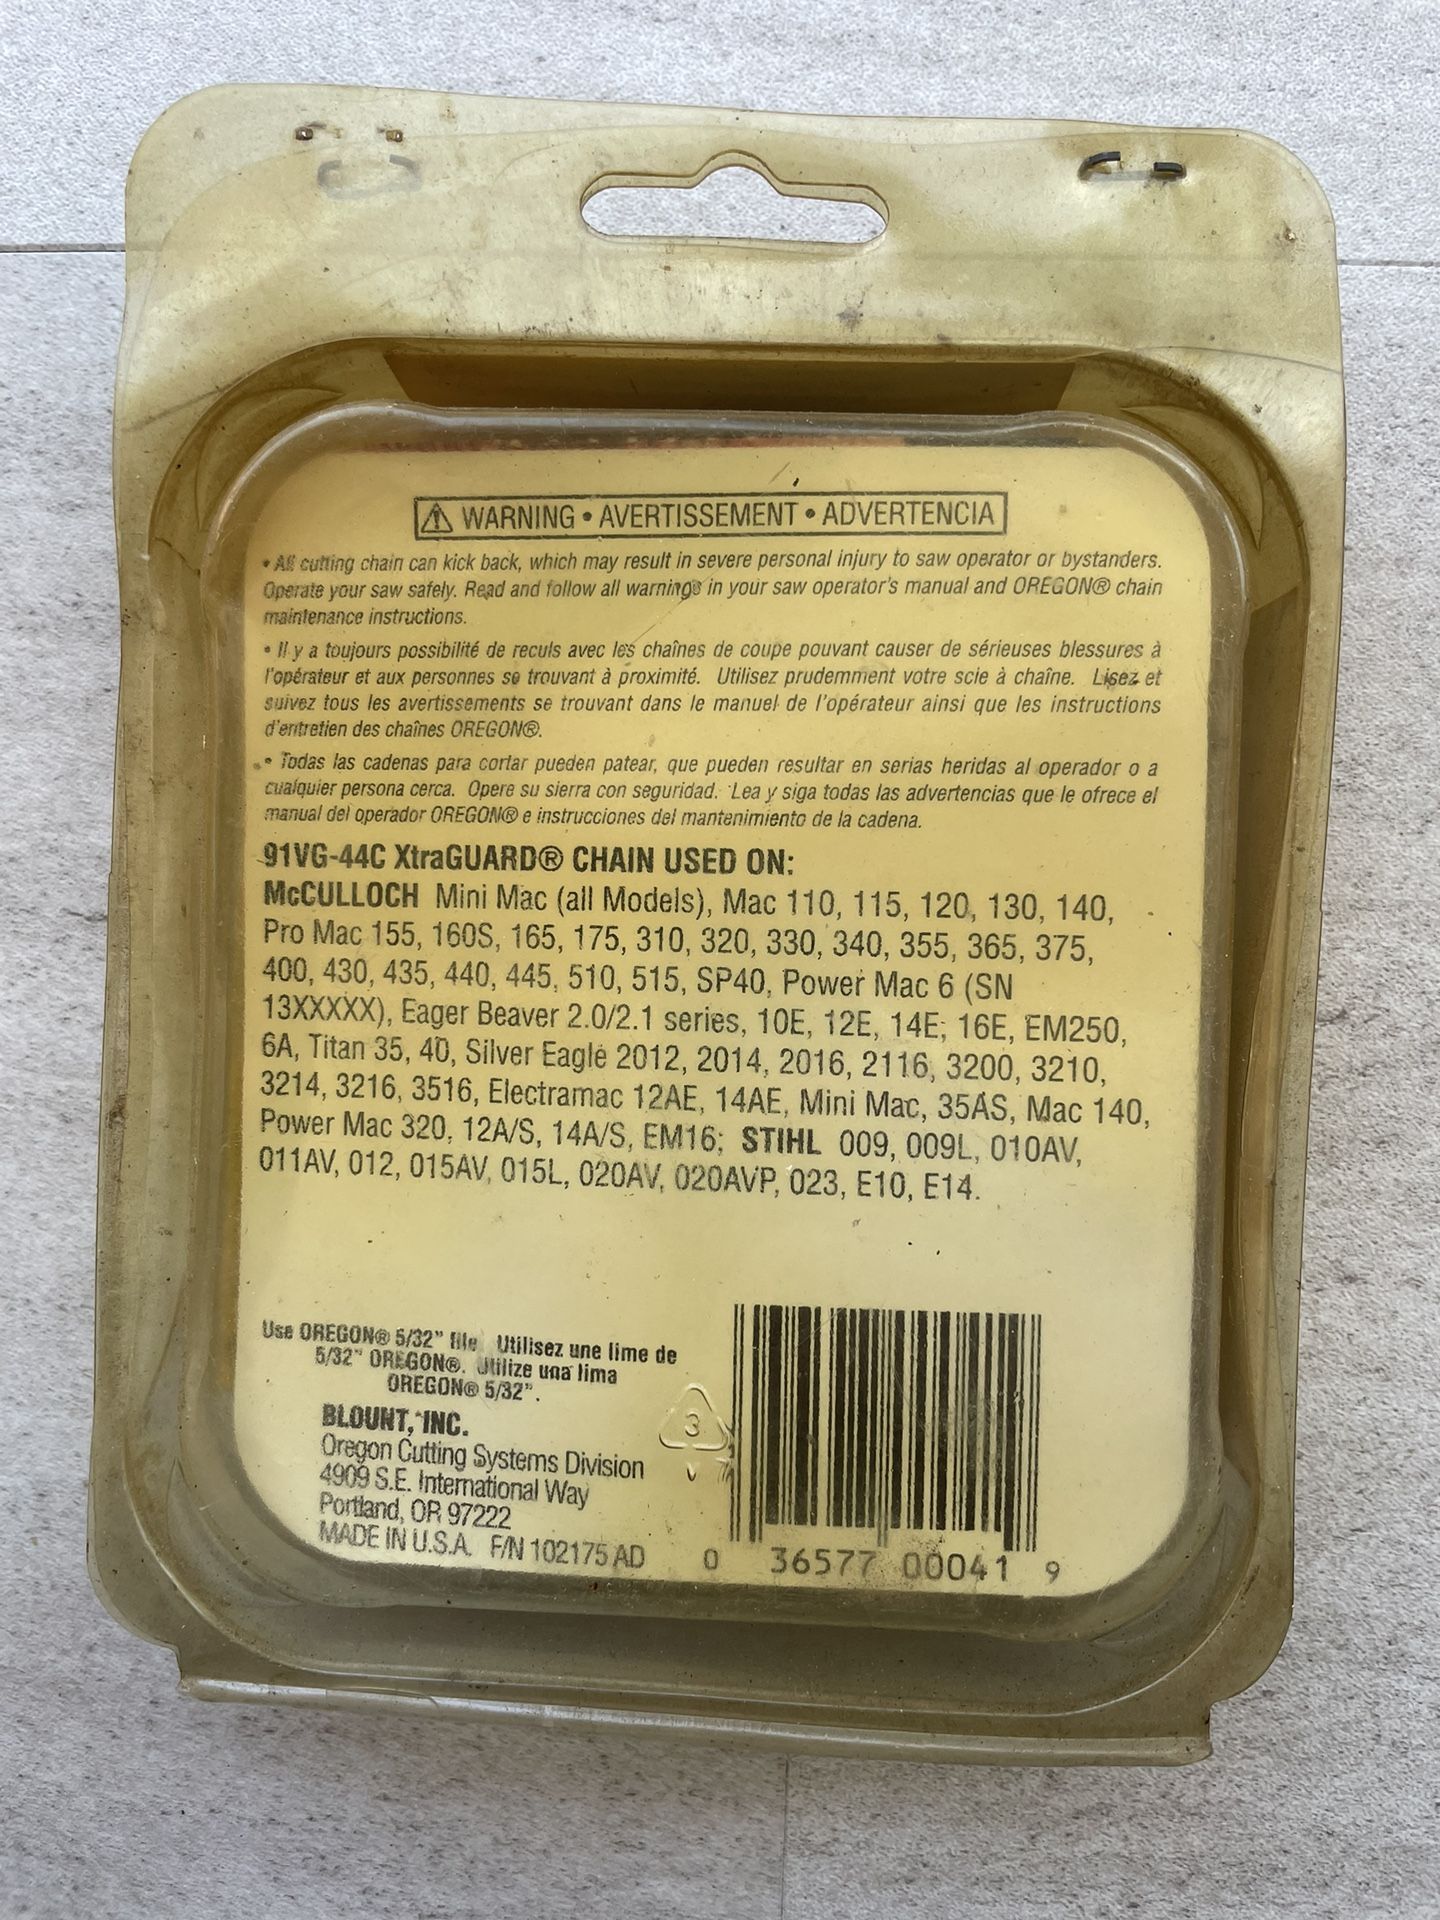 ⚠ WARNING • AVERTISSEMENT • ADVERTENCIA
• All cutting chain can kick back, which may result in severe personal injury to saw operator or bystanders.
Operate your saw safely. Read and follow all warnings in your saw operator's manual and OREGON® chain
maintenance instructions.
• Il y a toujours possibilité de reculs avec les chaînes de coupe pouvant causer de sérieuses blessures à
l'opérateur et aux personnes se trouvant à proximité. Utilisez prudemment votre scie à chaîne. Lisez et
suivez tous les avertissements se trouvant dans le manuel de l'opérateur ainsi que les instructions
d'entretien des chaînes OREGON®.
• Todas las cadenas para cortar pueden patear, que pueden resultar en serias heridas al operador o a
cualquier persona cerca. Opere su sierra con seguridad. Lea y siga todas las advertencias que le ofrece el
manual del operador OREGON® e instrucciones del mantenimiento de la cadena.
91VG-44C XtraGUARD® CHAIN USED ON:
McCULLOCH Mini Mac (all Models), Mac 110, 115, 120, 130, 140,
Pro Mac 155, 160S, 165, 175, 310, 320, 330, 340, 355, 365, 375,
400, 430, 435, 440, 445, 510, 515, SP40, Power Mac 6 (SN
13XXXXX), Eager Beaver 2.0/2.1 series, 10E, 12E, 14E, 16E, EM250,
6A, Titan 35, 40, Silver Eagle 2012, 2014, 2016, 2116, 3200, 3210,
3214, 3216, 3516, Electramac 12AE, 14AE, Mini Mac, 35AS, Mac 140,
Power Mac 320, 12A/S, 14A/S, EM16; STIHL 009, 009L, 010AV,
011AV, 012, 015AV, 015L, 020AV, 020AVP, 023, E10, E14.
Use OREGON® 5/32" file Utilisez une lime de
5/32" OREGON®. Utilize una lima
OREGON® 5/32".
BLOUNT, INC.
Oregon Cutting Systems Division
4909 S.E. International Way
Portland, OR 97222
MADE IN U.S.A. F/N 102175 AD
3
V
0 36577 00041 9